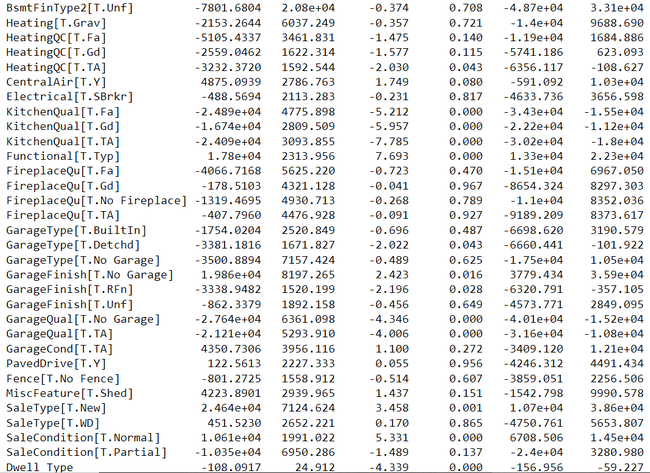 BsmtFinType2[T.Unf] -7801.6804 2.08e+04 -0.374 0.708 -4.87e+04 3.31e+04
Heating[T.Grav] -2153.2644 6037.249 -0.357 0.721 -1.4e+04 9688.690
HeatingQC[T.Fa] -5105.4337 3461.831 -1.475 0.140 -1.19e+04 1684.886
HeatingQC[T.Gd] -2559.0462 1622.314 -1.577 0.115 -5741.186 623.093
HeatingQC[T.TA] -3232.3720 1592.544 -2.030 0.043 -6356.117 -108.627
CentralAir[T.Y] 4875.0939 2786.763 1.749 0.080 -591.092 1.03e+04
Electrical[T.SBrkr] -488.5694 2113.283 -0.231 0.817 -4633.736 3656.598
KitchenQual[T.Fa] -2.489e+04 4775.898 -5.212 0.000 -3.43e+04 -1.55e+04
KitchenQual[T.Gd] -1.674e+04 2809.509 -5.957 0.000 -2.22e+04 -1.12e+04
KitchenQual[T.TA] -2.409e+04 3093.855 -7.785 0.000 -3.02e+04 -1.8e+04
Functional[T.Typ] 1.78e+04 2313.956 7.693 0.000 1.33e+04 2.23e+04
FireplaceQu[T.Fa] -4066.7168 5625.220 -0.723 0.470 -1.51e+04 6967.050
FireplaceQu[T.Gd] -178.5103 4321.128 -0.041 0.967 -8654.324 8297.303
FireplaceQu[T.No Fireplace] -1319.4695 4930.713 -0.268 0.789 -1.1e+04 8352.036
FireplaceQu[T.TA] -407.7960 4476.928 -0.091 0.927 -9189.209 8373.617
GarageType[T.BuiltIn] -1754.0204 2520.849 -0.696 0.487 -6698.620 3190.579
GarageType[T.Detchd] -3381.1816 1671.827 -2.022 0.043 -6660.441 -101.922
GarageType[T.No Garage] -3500.8894 7157.424 -0.489 0.625 -1.75e+04 1.05e+04
GarageFinish[T.No Garage] 1.986e+04 8197.265 2.423 0.016 3779.434 3.59e+04
GarageFinish[T.RFn] -3338.9482 1520.199 -2.196 0.028 -6320.791 -357.105
GarageFinish[T.Unf] -862.3379 1892.158 -0.456 0.649 -4573.771 2849.095
GarageQual[T.No Garage] -2.764e+04 6361.098 -4.346 0.000 -4.01e+04 -1.52e+04
GarageQual[T.TA] -2.121e+04 5293.910 -4.006 0.000 -3.16e+04 -1.08e+04
GarageCond[T.TA] 4350.7306 3956.116 1.100 0.272 -3409.120 1.21e+04
PavedDrive[T.Y] 122.5613 2227.333 0.055 0.956 -4246.312 4491.434
Fence[T.No Fence] -801.2725 1558.912 -0.514 0.607 -3859.051 2256.506
MiscFeature[T.Shed] 4223.8901 2939.965 1.437 0.151 -1542.798 9990.578
SaleType[T.New] 2.464e+04 7124.624 3.458 0.001 1.07e+04 3.86e+04
SaleType[T.WD] 451.5230 2652.221 0.170 0.865 -4750.761 5653.807
SaleCondition[T.Normal] 1.061e+04 1991.022 5.331 0.000 6708.506 1.45e+04
SaleCondition[T.Partial] -1.035e+04 6950.286 -1.489 0.137 -2.4e+04 3280.980
Dwell_Type -108.0917 24.912 -4.339 0.000 -156.956 -59.227